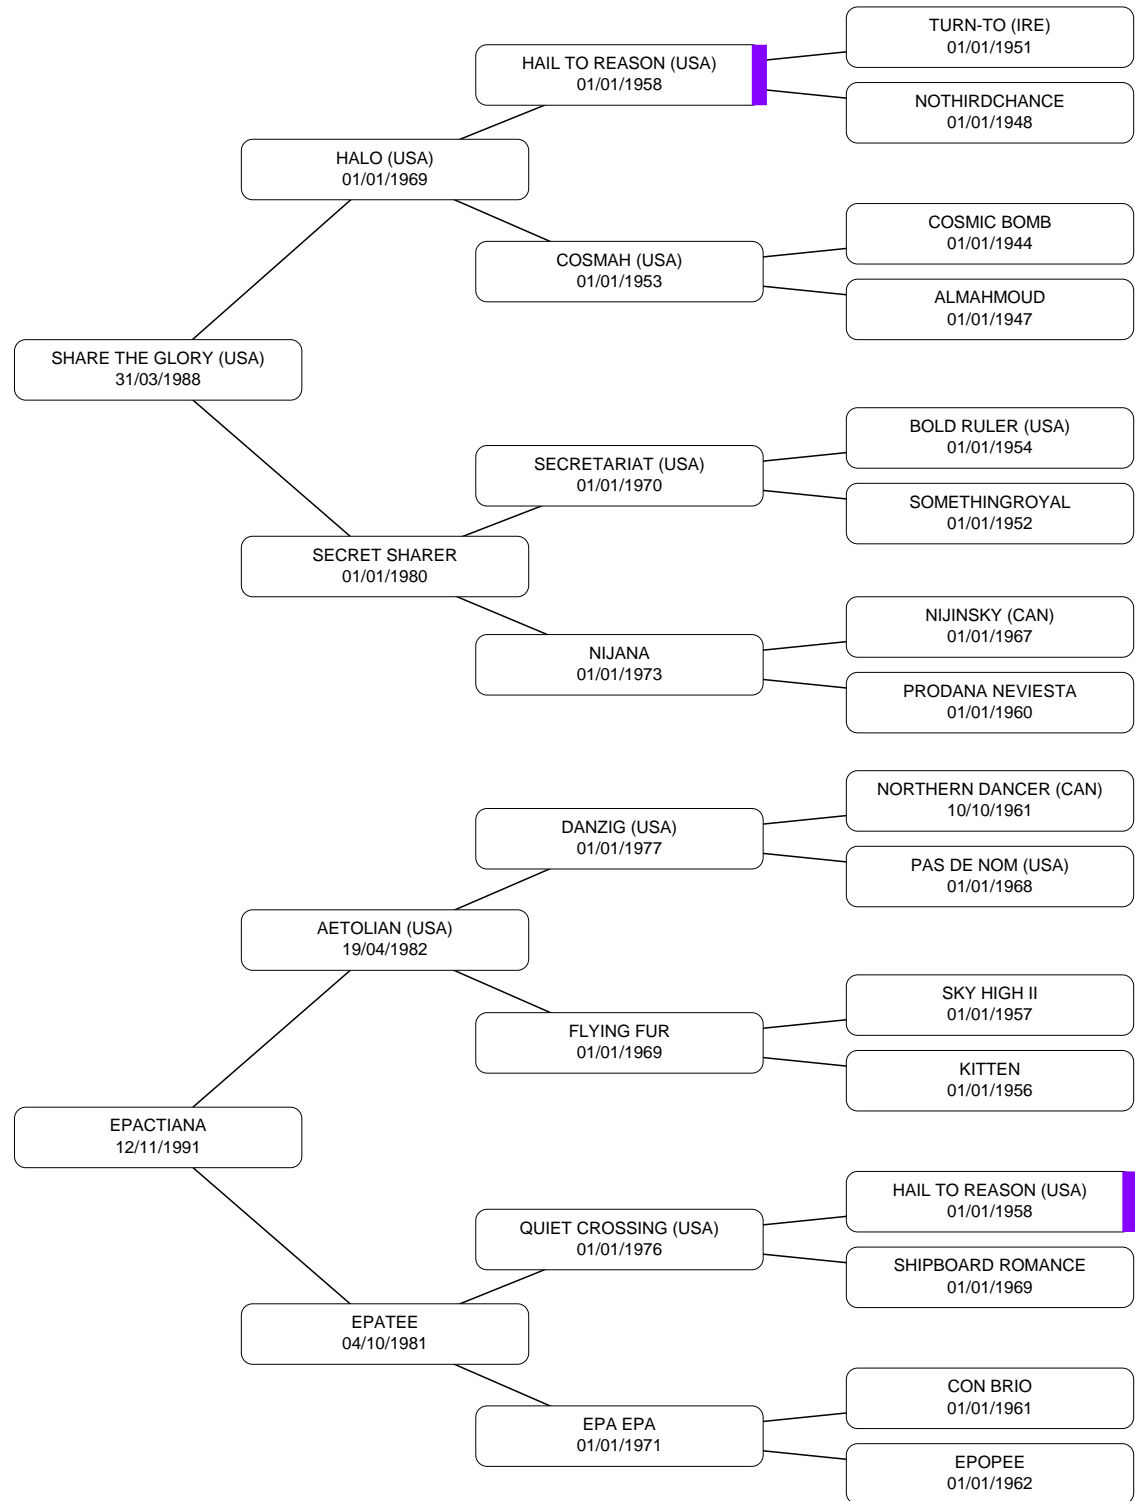 TURN-TO (IRE)
01/01/1951
HAIL TO REASON (USA)
01/01/1958
NOTHIRDCHANCE
01/01/1948
HALO (USA)
01/01/1969
COSMIC BOMB
01/01/1944
COSMAH (USA)
01/01/1953
ALMAHMOUD
01/01/1947
SHARE THE GLORY (USA)
31/03/1988
BOLD RULER (USA)
01/01/1954
SECRETARIAT (USA)
01/01/1970
SOMETHINGROYAL
01/01/1952
SECRET SHARER
01/01/1980
NIJINSKY (CAN)
01/01/1967
NIJANA
01/01/1973
PRODANA NEVIESTA
01/01/1960
NORTHERN DANCER (CAN)
10/10/1961
DANZIG (USA)
01/01/1977
PAS DE NOM (USA)
01/01/1968
AETOLIAN (USA)
19/04/1982
SKY HIGH II
01/01/1957
FLYING FUR
01/01/1969
KITTEN
01/01/1956
EPACTIANA
12/11/1991
HAIL TO REASON (USA)
01/01/1958
QUIET CROSSING (USA)
01/01/1976
SHIPBOARD ROMANCE
01/01/1969
EPATEE
04/10/1981
CON BRIO
01/01/1961
EPA EPA
01/01/1971
EPOPEE
01/01/1962